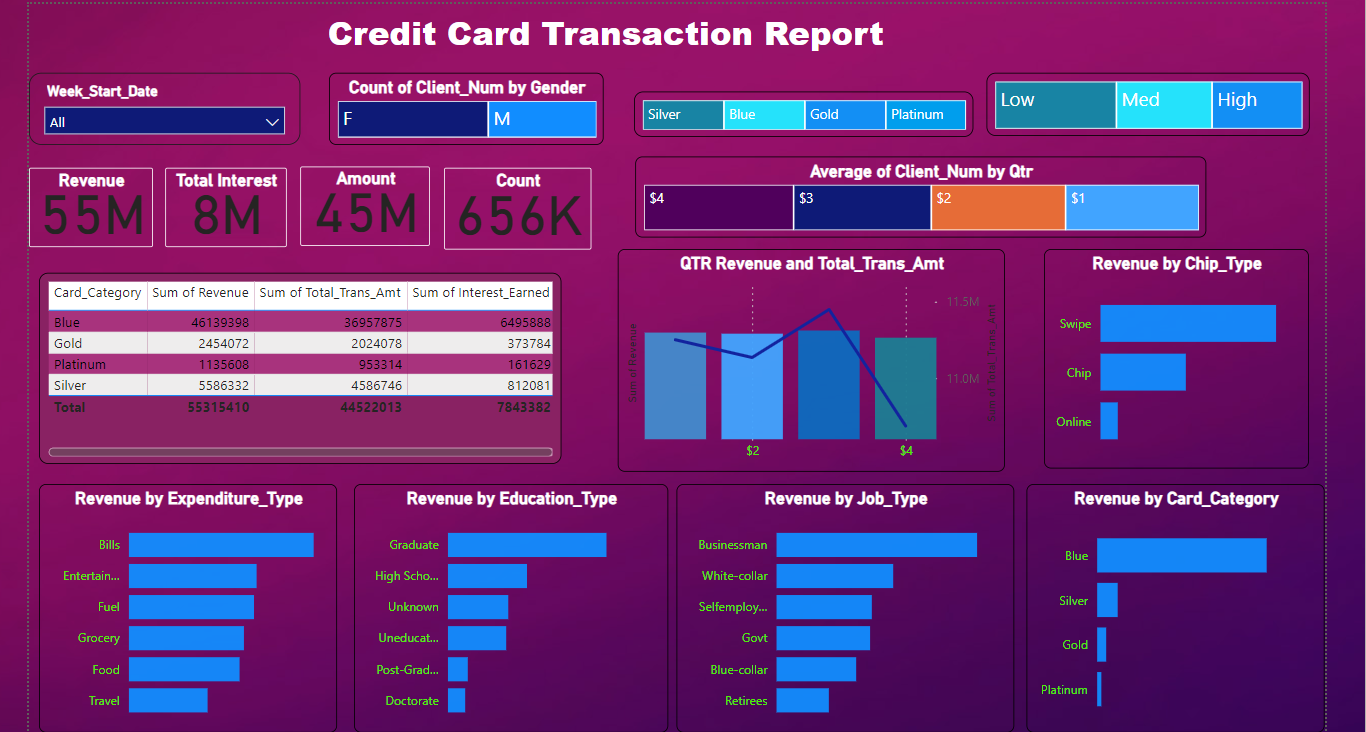 Credit Card Transaction Report
Week_Start_Date
All
Count of Client_Num by Gender
F M
Silver Blue Gold Platinum
Low Med High
Revenue
55M
Total Interest
8M
Amount
45M
Count
656K
Average of Client_Num by Qtr
$4 $3 $2 $1
Card_Category Sum of Revenue Sum of Total_Trans_Amt Sum of Interest_Earned
Blue 46139398 36957875 6495888
Gold 2454072 2024078 373784
Platinum 1135608 953314 161629
Silver 5586332 4586746 812081
Total 55315410 44522013 7843382
QTR Revenue and Total_Trans_Amt
Sum of Revenue
11.5M
11.0M
Sum of Total_Trans_Amt
$2 $4
Revenue by Chip_Type
Swipe
Chip
Online
Revenue by Expenditure_Type
Bills
Entertain...
Fuel
Grocery
Food
Travel
Revenue by Education_Type
Graduate
High Scho...
Unknown
Uneducat...
Post-Grad...
Doctorate
Revenue by Job_Type
Businessman
White-collar
Selfemploy...
Govt
Blue-collar
Retirees
Revenue by Card_Category
Blue
Silver
Gold
Platinum